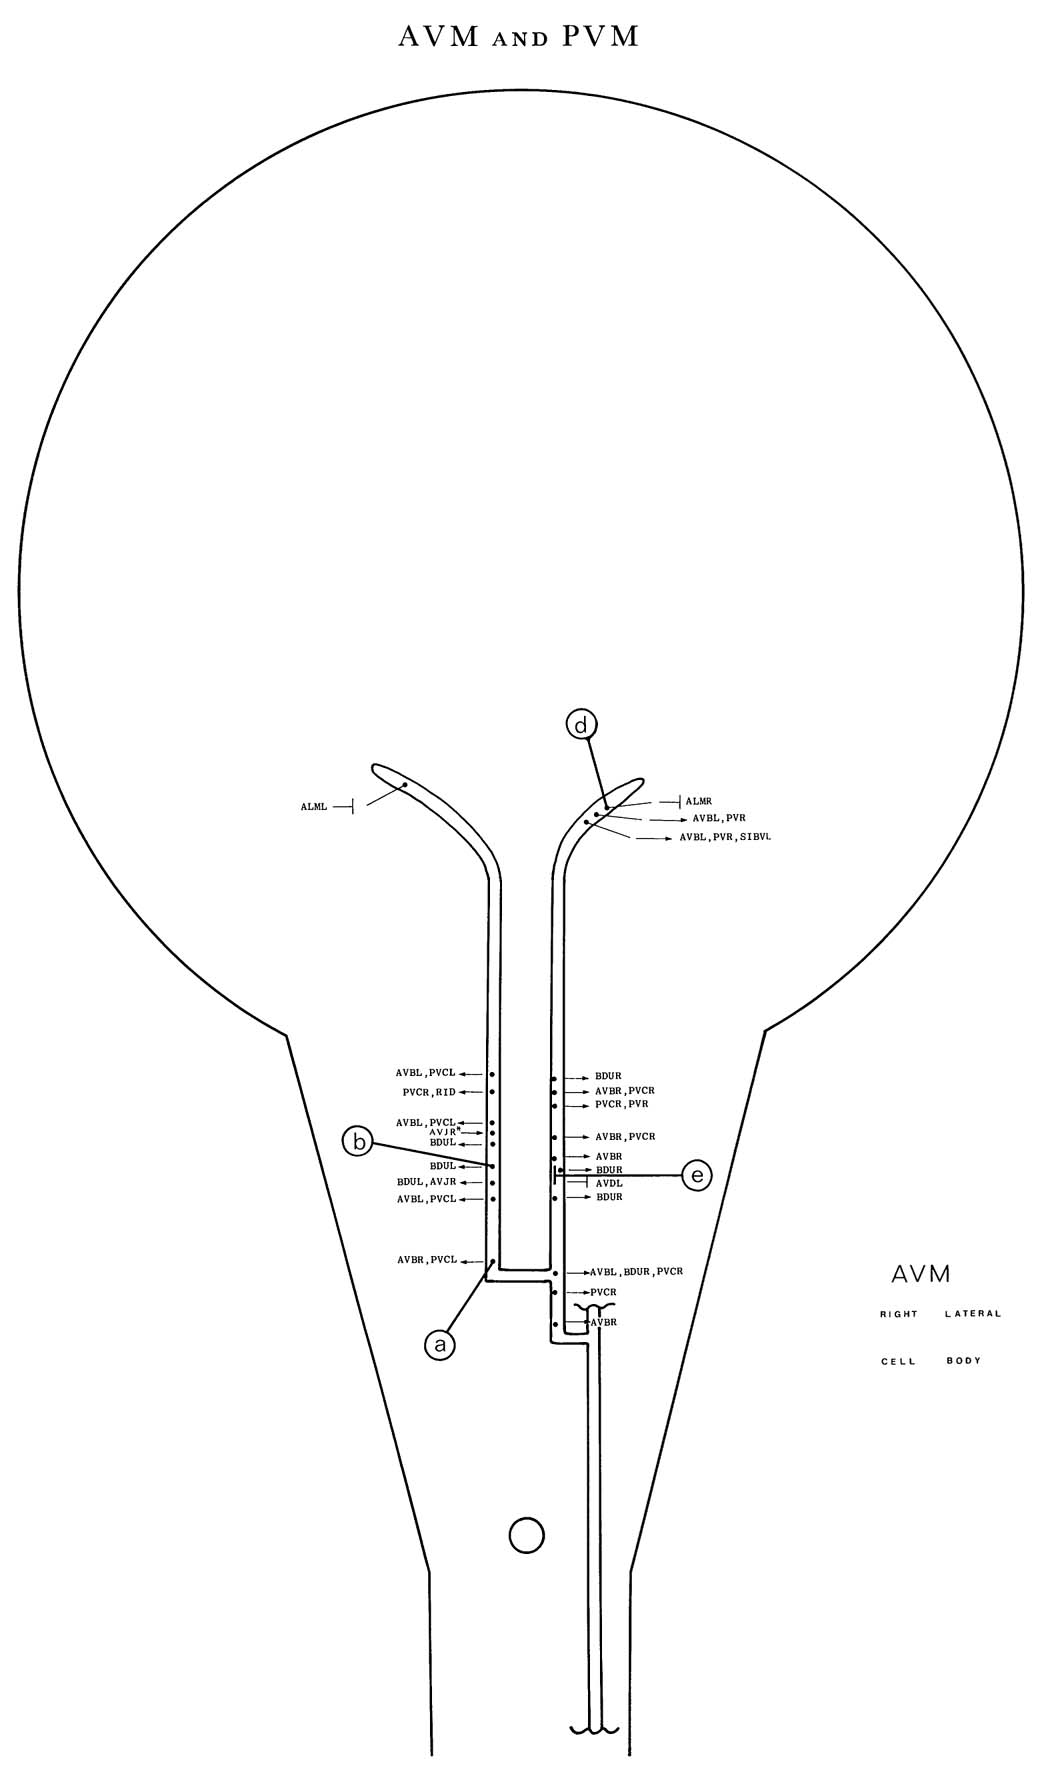 AVM AND PVM
d
ALML
ALMR
AVBL,PVR
AVBL,PVR,SIBVL
AVBL,PVCL
PVCR,RID
AVBL,PVCL
AVJR*
BDUL
b
BDUL
BDUL,AVJR
AVBL,PVCL
AVBR,PVCL
a
BDUR
AVBR,PVCR
PVCR,PVR
AVBR,PVCR
AVBR
BDUR
e
AVDL
BDUR
AVBL,BDUR,PVCR
PVCR
AVBR
AVM
RIGHT LATERAL
CELL BODY